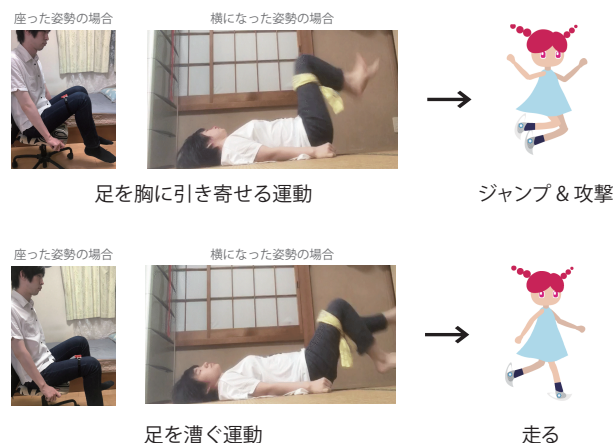 座った姿勢の場合
横になった姿勢の場合
足を胸に引き寄せる運動
ジャンプ & 攻撃
座った姿勢の場合
横になった姿勢の場合
足を漕ぐ運動
走る